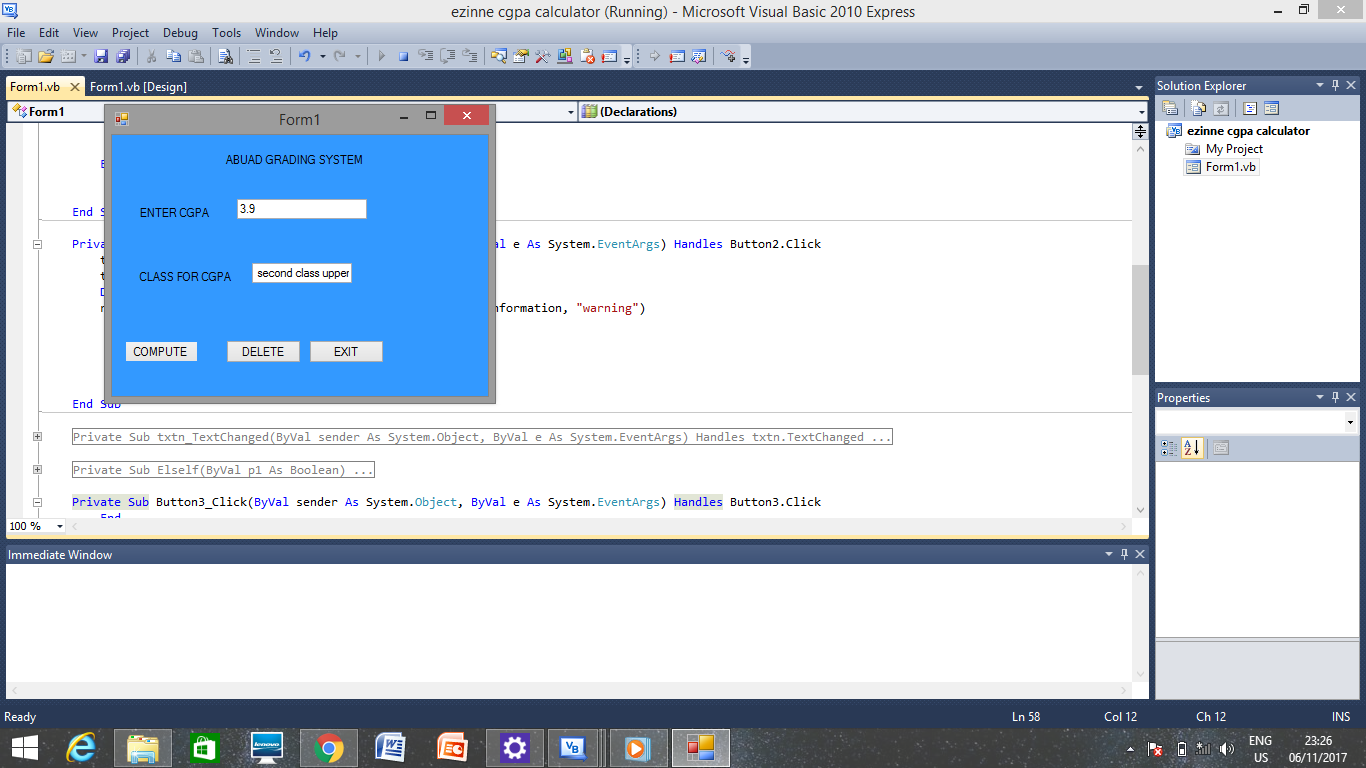 ezinne cgpa calculator (Running) - Microsoft Visual Basic 2010 Express
File Edit View Project Debug Tools Window Help
Form1.vb Form1.vb [Design]
Form1 (Declarations)
Form1
ABUAD GRADING SYSTEM
ENTER CGPA 3.9
CLASS FOR CGPA second class upper
COMPUTE DELETE EXIT
End S
Priva al e As System.EventArgs) Handles Button2.Click
nformation, "warning")
End Sub
Private Sub txtn_TextChanged(ByVal sender As System.Object, ByVal e As System.EventArgs) Handles txtn.TextChanged ...
Private Sub Elself(ByVal p1 As Boolean) ...
Private Sub Button3_Click(ByVal sender As System.Object, ByVal e As System.EventArgs) Handles Button3.Click
End
100 %
Immediate Window
Solution Explorer
ezinne cgpa calculator
My Project
Form1.vb
Properties
Ready Ln 58 Col 12 Ch 12 INS
lenovo
VB
ENG
US
23:26
06/11/2017